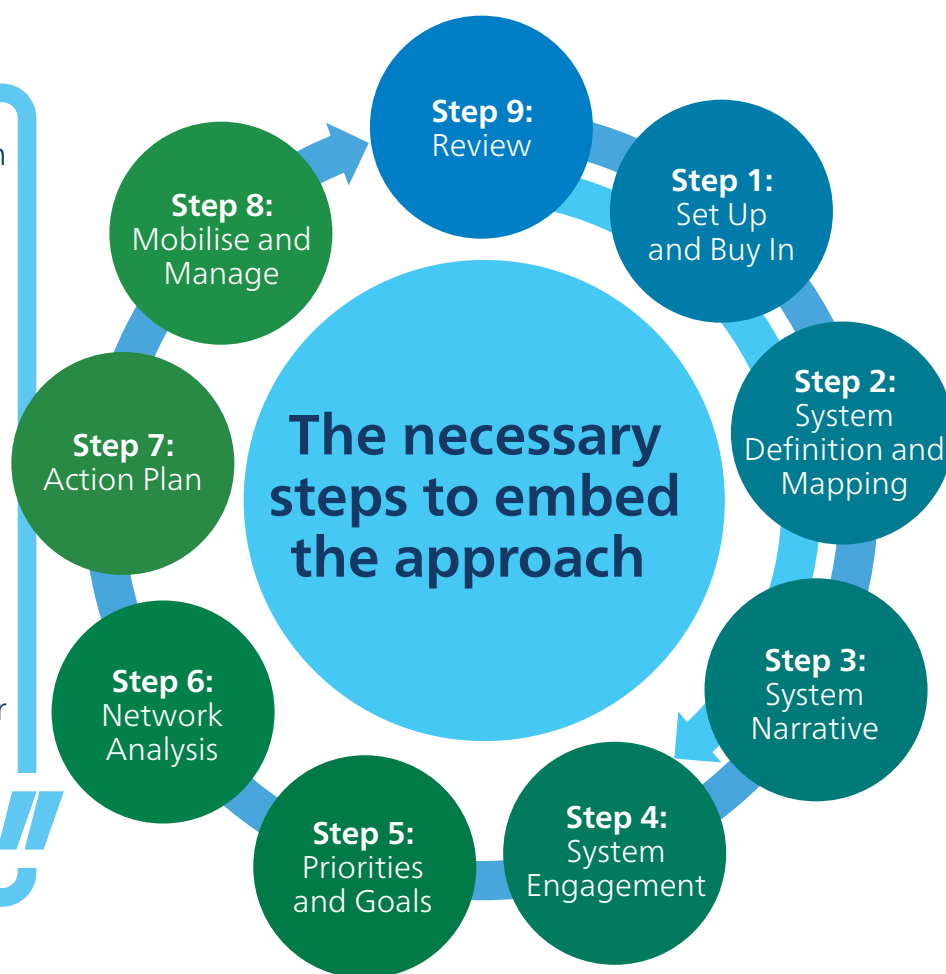 The necessary
steps to embed
the approach
Step 1:
Set Up
and Buy In
Step 2:
System
Definition and
Mapping
Step 3:
System
Narrative
Step 4:
System
Engagement
Step 5:
Priorities
and Goals
Step 6:
Network
Analysis
Step 7:
Action Plan
Step 8:
Mobilise and
Manage
Step 9:
Review